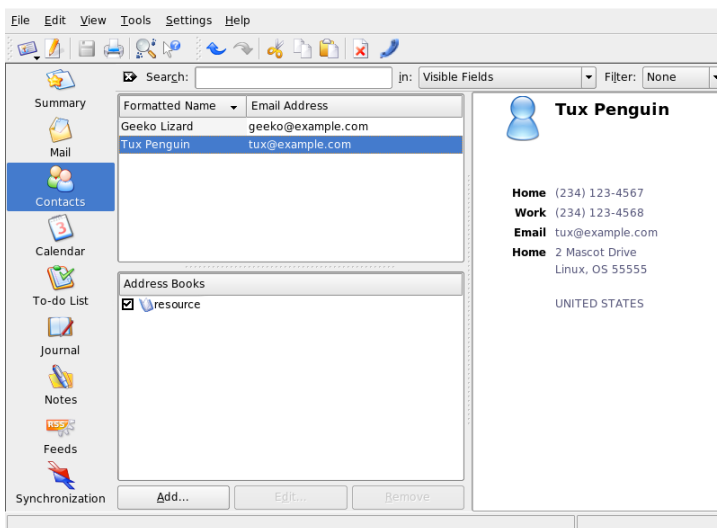 File Edit View Tools Settings Help
Search: in: Visible Fields Filter: None
Summary
Mail
Contacts
3
Calendar
To-do List
Journal
Notes
RSS
Feeds
Synchronization
Formatted Name Email Address
Geeko Lizard geeko@example.com
Tux Penguin tux@example.com
Address Books
resource
Add... Edit... Remove
Tux Penguin
Home (234) 123-4567
Work (234) 123-4568
Email tux@example.com
Home 2 Mascot Drive
Linux, OS 55555
UNITED STATES